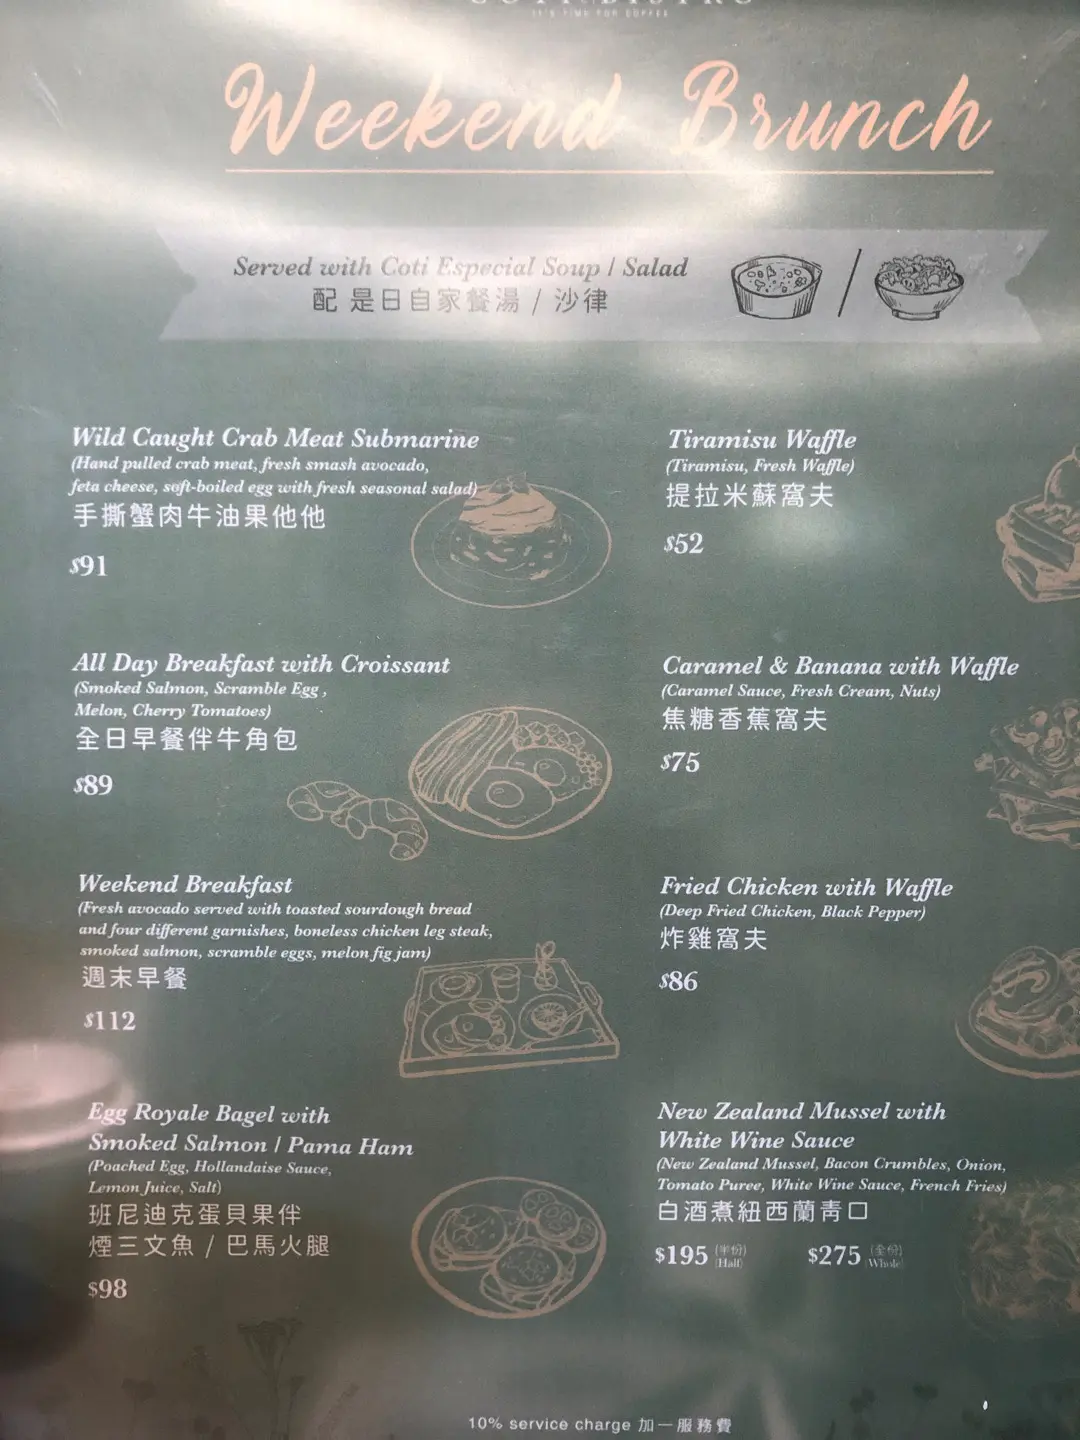 COTI BISTRO
IT'S TIME FOR COFFEE
Weekend Brunch
Served with Coti Especial Soup / Salad
配 是日自家餐湯 / 沙律
Wild Caught Crab Meat Submarine
(Hand pulled crab meat, fresh smash avocado,
feta cheese, soft-boiled egg with fresh seasonal salad)
手撕蟹肉牛油果他他
$91
All Day Breakfast with Croissant
(Smoked Salmon, Scramble Egg ,
Melon, Cherry Tomatoes)
全日早餐伴牛角包
$89
Weekend Breakfast
(Fresh avocado served with toasted sourdough bread
and four different garnishes, boneless chicken leg steak,
smoked salmon, scramble eggs, melon fig jam)
週末早餐
$112
Egg Royale Bagel with
Smoked Salmon / Pama Ham
(Poached Egg, Hollandaise Sauce,
Lemon Juice, Salt)
班尼迪克蛋貝果伴
煙三文魚 / 巴馬火腿
$98
Tiramisu Waffle
(Tiramisu, Fresh Waffle)
提拉米蘇窩夫
$52
Caramel & Banana with Waffle
(Caramel Sauce, Fresh Cream, Nuts)
焦糖香蕉窩夫
$75
Fried Chicken with Waffle
(Deep Fried Chicken, Black Pepper)
炸雞窩夫
$86
New Zealand Mussel with
White Wine Sauce
(New Zealand Mussel, Bacon Crumbles, Onion,
Tomato Puree, White Wine Sauce, French Fries)
白酒煮紐西蘭青口
$195 (半份) (Half) $275 (全份) (Whole)
10% service charge 加一服務費